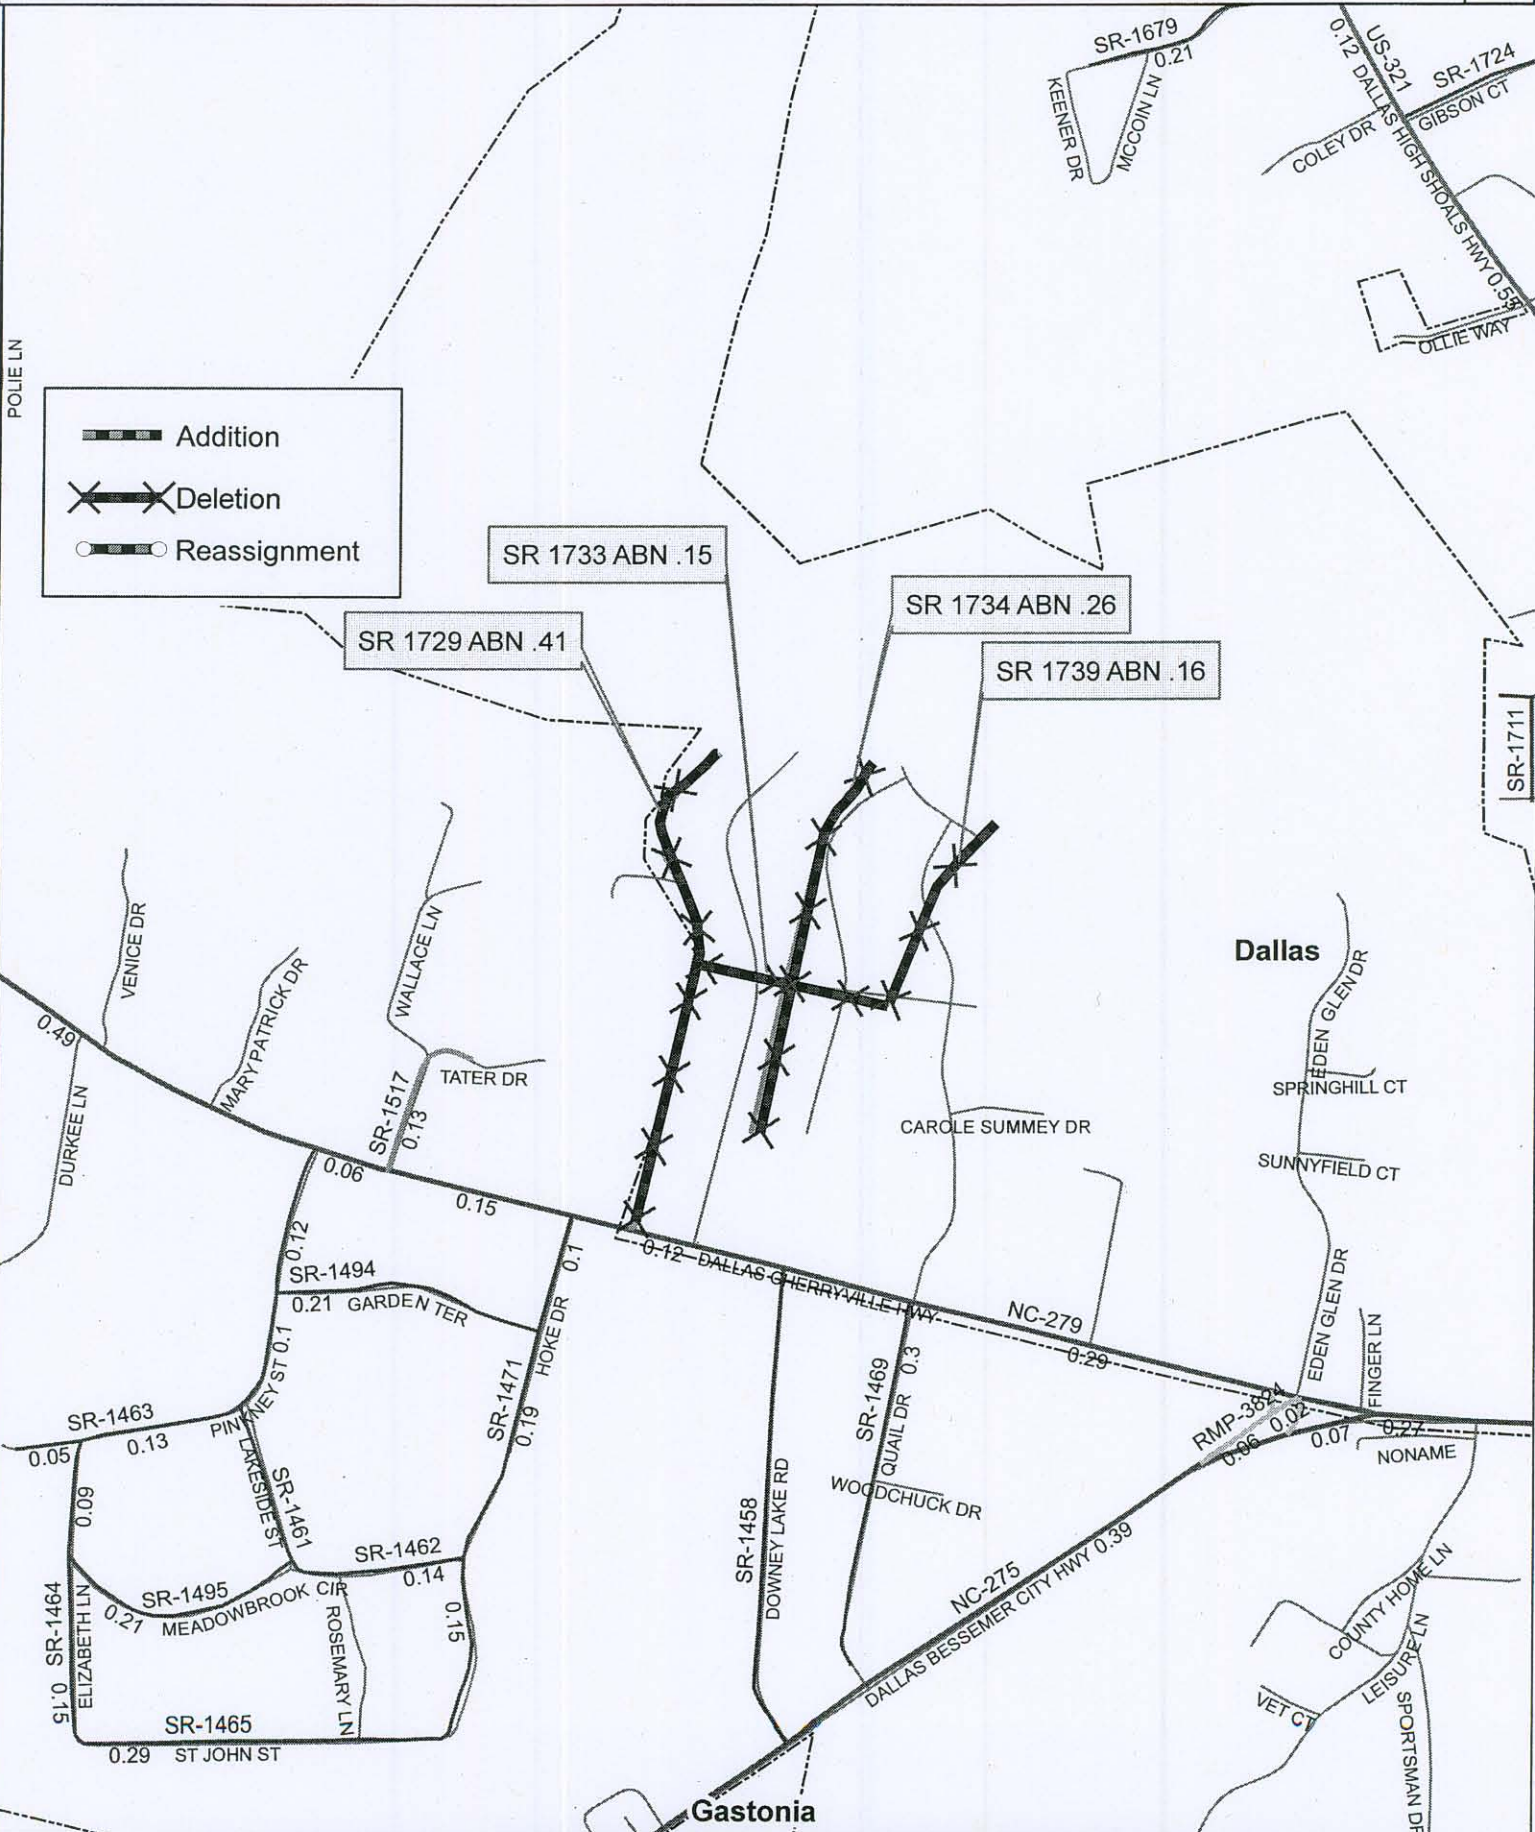 SR-1679
0.21
KEENER DR
MCCOIN LN
US-321
0.12
DALLAS HIGH SHOALS HWY
0.55
SR-1724
GIBSON CT
COLEY DR
OLLIE WAY
POLIE LN
Addition
Deletion
Reassignment
SR 1733 ABN .15
SR 1734 ABN .26
SR 1729 ABN .41
SR 1739 ABN .16
SR-1711
Dallas
VENICE DR
MARY PATRICK DR
WALLACE LN
0.49
DURKEE LN
SR-1517
0.13
TATER DR
CAROLE SUMMEY DR
EDEN GLEN DR
SPRINGHILL CT
SUNNYFIELD CT
0.06
0.15
0.12
DALLAS CHERRYVILLE HWY
NC-279
0.29
EDEN GLEN DR
FINGER LN
0.12
SR-1494
0.21
GARDEN TER
0.1
HOKE DR
SR-1471
0.19
PINKNEY ST
0.1
SR-1463
0.05
0.13
LAKESIDE ST
SR-1461
SR-1469
0.3
QUAIL DR
WOODCHUCK DR
RMP-3824
0.02
0.06
0.07
0.27
NONAME
0.09
SR-1462
0.14
SR-1458
DOWNEY LAKE RD
NC-275
DALLAS BESSEMER CITY HWY
0.39
SR-1464
0.15
ELIZABETH LN
SR-1495
0.21
MEADOWBROOK CIR
ROSEMARY LN
0.15
COUNTY HOME LN
LEISURE LN
VET CT
SPORTSMAN DR
SR-1465
0.29
ST JOHN ST
Gastonia